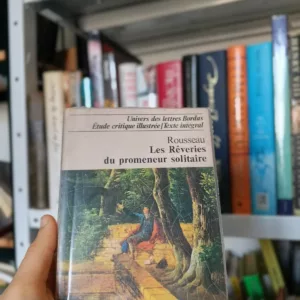 Univers des lettres Bordas
Étude critique illustrée/Texte intégral
Rousseau
Les Rêveries
du promeneur solitaire